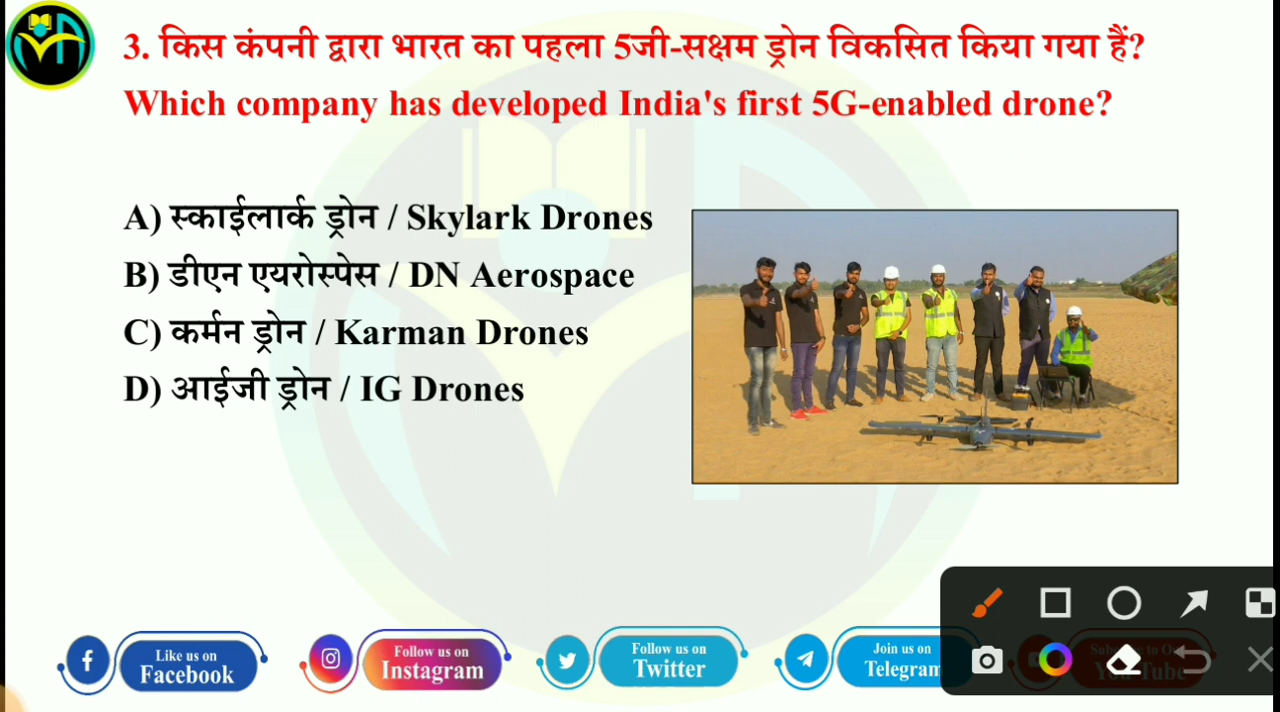 3. किस कंपनी द्वारा भारत का पहला 5जी-सक्षम ड्रोन विकसित किया गया हैं?
Which company has developed India's first 5G-enabled drone?
A) स्काईलार्क ड्रोन / Skylark Drones
B) डीएन एयरोस्पेस / DN Aerospace
C) कर्मन ड्रोन / Karman Drones
D) आईजी ड्रोन / IG Drones
Like us on
Facebook
Follow us on
Instagram
Follow us on
Twitter
Join us on
Telegram